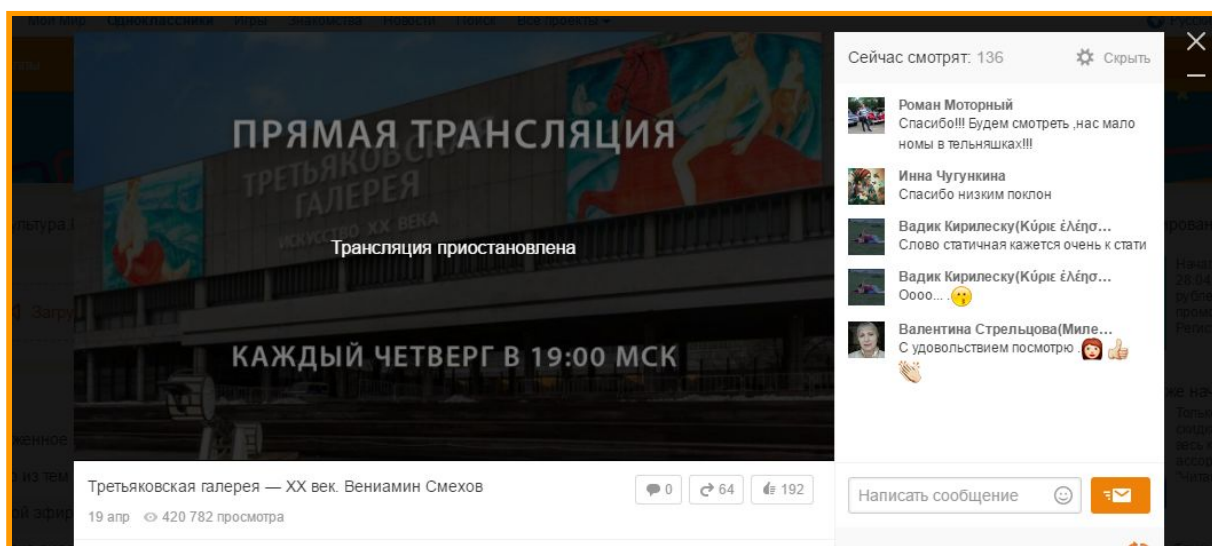 Мой Мир Одноклассники Игры Знакомства Новости Поиск Все проекты
ПРЯМАЯ ТРАНСЛЯЦИЯ
ТРЕТЬЯКОВСКАЯ
ГАЛЕРЕЯ
ИСКУССТВО XX ВЕКА
Трансляция приостановлена
КАЖДЫЙ ЧЕТВЕРГ В 19:00 МСК
Третьяковская галерея — XX век. Вениамин Смехов
0 64 192
19 апр 420 782 просмотра
Сейчас смотрят: 136 Скрыть
Роман Моторный
Спасибо!!! Будем смотреть ,нас мало
номы в тельняшках!!!
Инна Чугункина
Спасибо низким поклон
Вадик Кирилеску(Κύριε ἐλέησ...
Слово статичная кажется очень к стати
Вадик Кирилеску(Κύριε ἐλέησ...
Оооо... .
Валентина Стрельцова(Миле...
С удовольствием посмотрю .
Написать сообщение